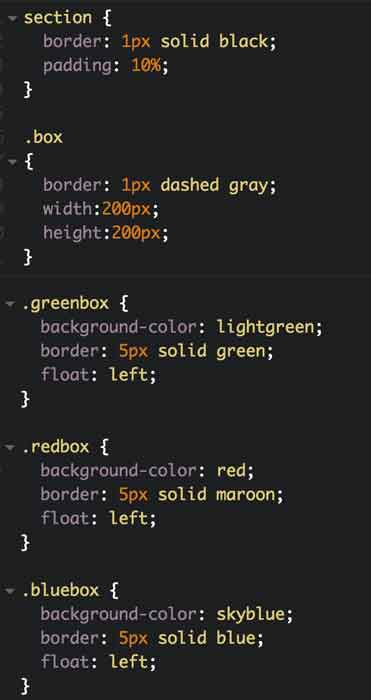 section {
border: 1px solid black;
padding: 10%;
}
.box
{
border: 1px dashed gray;
width:200px;
height:200px;
}
.greenbox {
background-color: lightgreen;
border: 5px solid green;
float: left;
}
.redbox {
background-color: red;
border: 5px solid maroon;
float: left;
}
.bluebox {
background-color: skyblue;
border: 5px solid blue;
float: left;
}